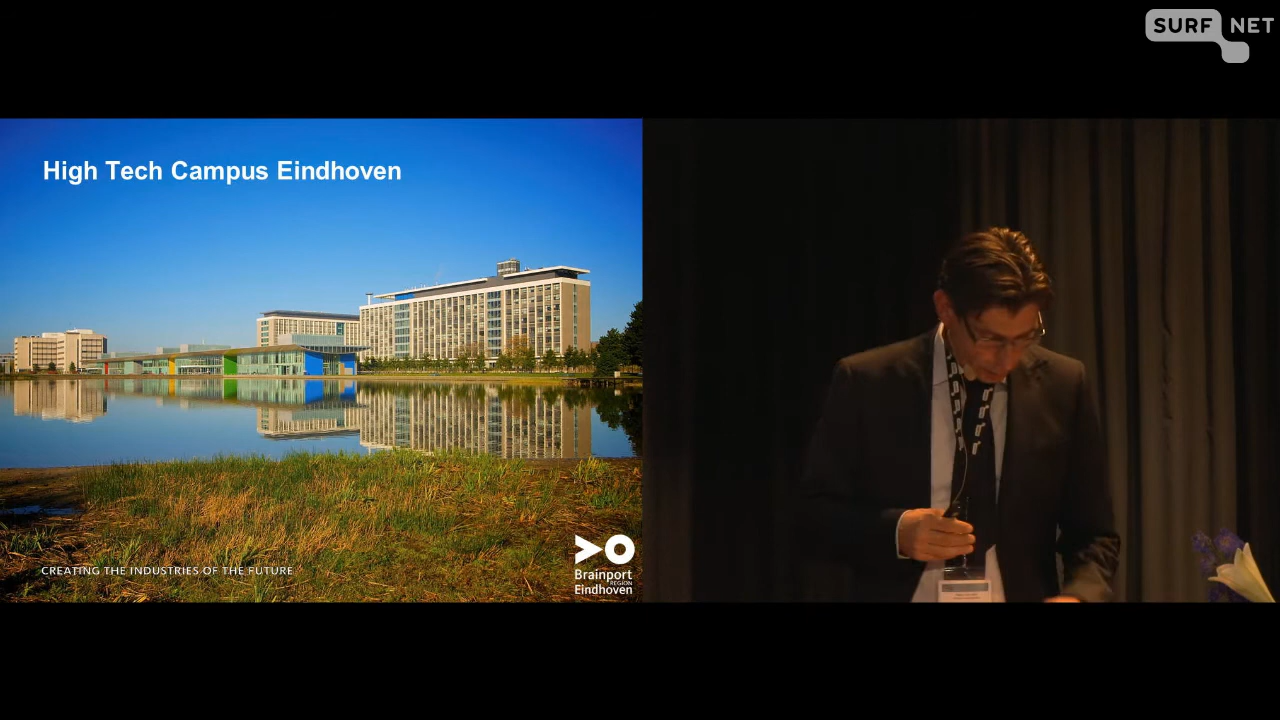 SURF NET
High Tech Campus Eindhoven
CREATING THE INDUSTRIES OF THE FUTURE
Brainport
REGION
Eindhoven